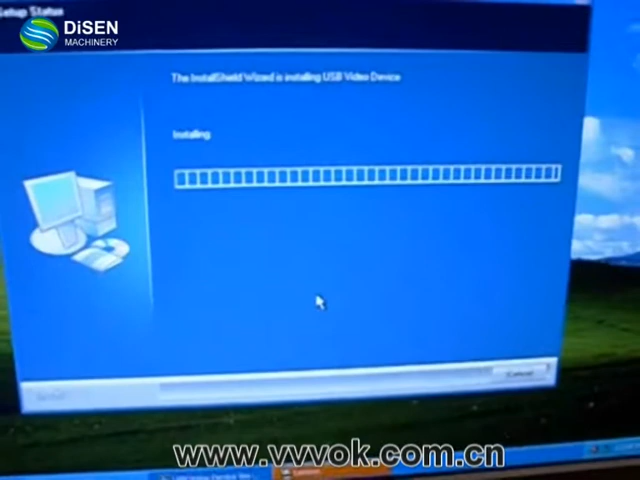 Setup Status
DiSEN
MACHINERY
The InstallShield Wizard is installing USB Video Device
Installing
Cancel
www.vvvok.com.cn